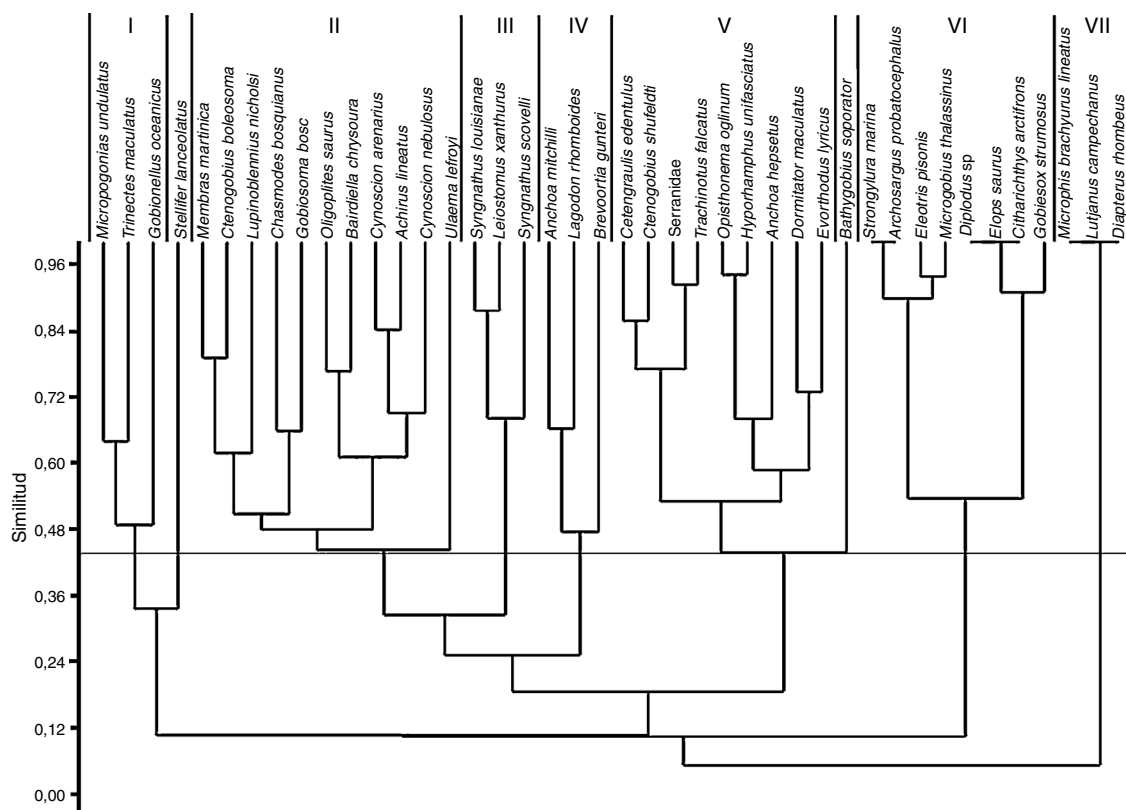 I II III IV V VI VII
Micropogonias undulatus
Trinectes maculatus
Gobionellus oceanicus
Stellifer lanceolatus
Membras martinica
Ctenogobius boleosoma
Lupinoblennius nicholsi
Chasmodes bosquianus
Gobiosoma bosc
Oligoplites saurus
Bairdiella chrysoura
Cynoscion arenarius
Achirus lineatus
Cynoscion nebulosus
Ulaema lefroyi
Syngnathus louisianae
Leiostomus xanthurus
Syngnathus scovelli
Anchoa mitchilli
Lagodon rhomboides
Brevoortia gunteri
Cetengraulis edentulus
Ctenogobius shufeldti
Serranidae
Trachinotus falcatus
Opisthonema oglinum
Hyporhamphus unifasciatus
Anchoa hepsetus
Dormitator maculatus
Evorthodus lyricus
Bathygobius soporator
Strongylura marina
Archosargus probatocephalus
Eleotris pisonis
Microgobius thalassinus
Diplodus sp
Elops saurus
Citharichthys arctifrons
Gobiesox strumosus
Microphis brachyurus lineatus
Lutjanus campechanus
Diapterus rhombeus
Similitud
0,96
0,84
0,72
0,60
0,48
0,36
0,24
0,12
0,00